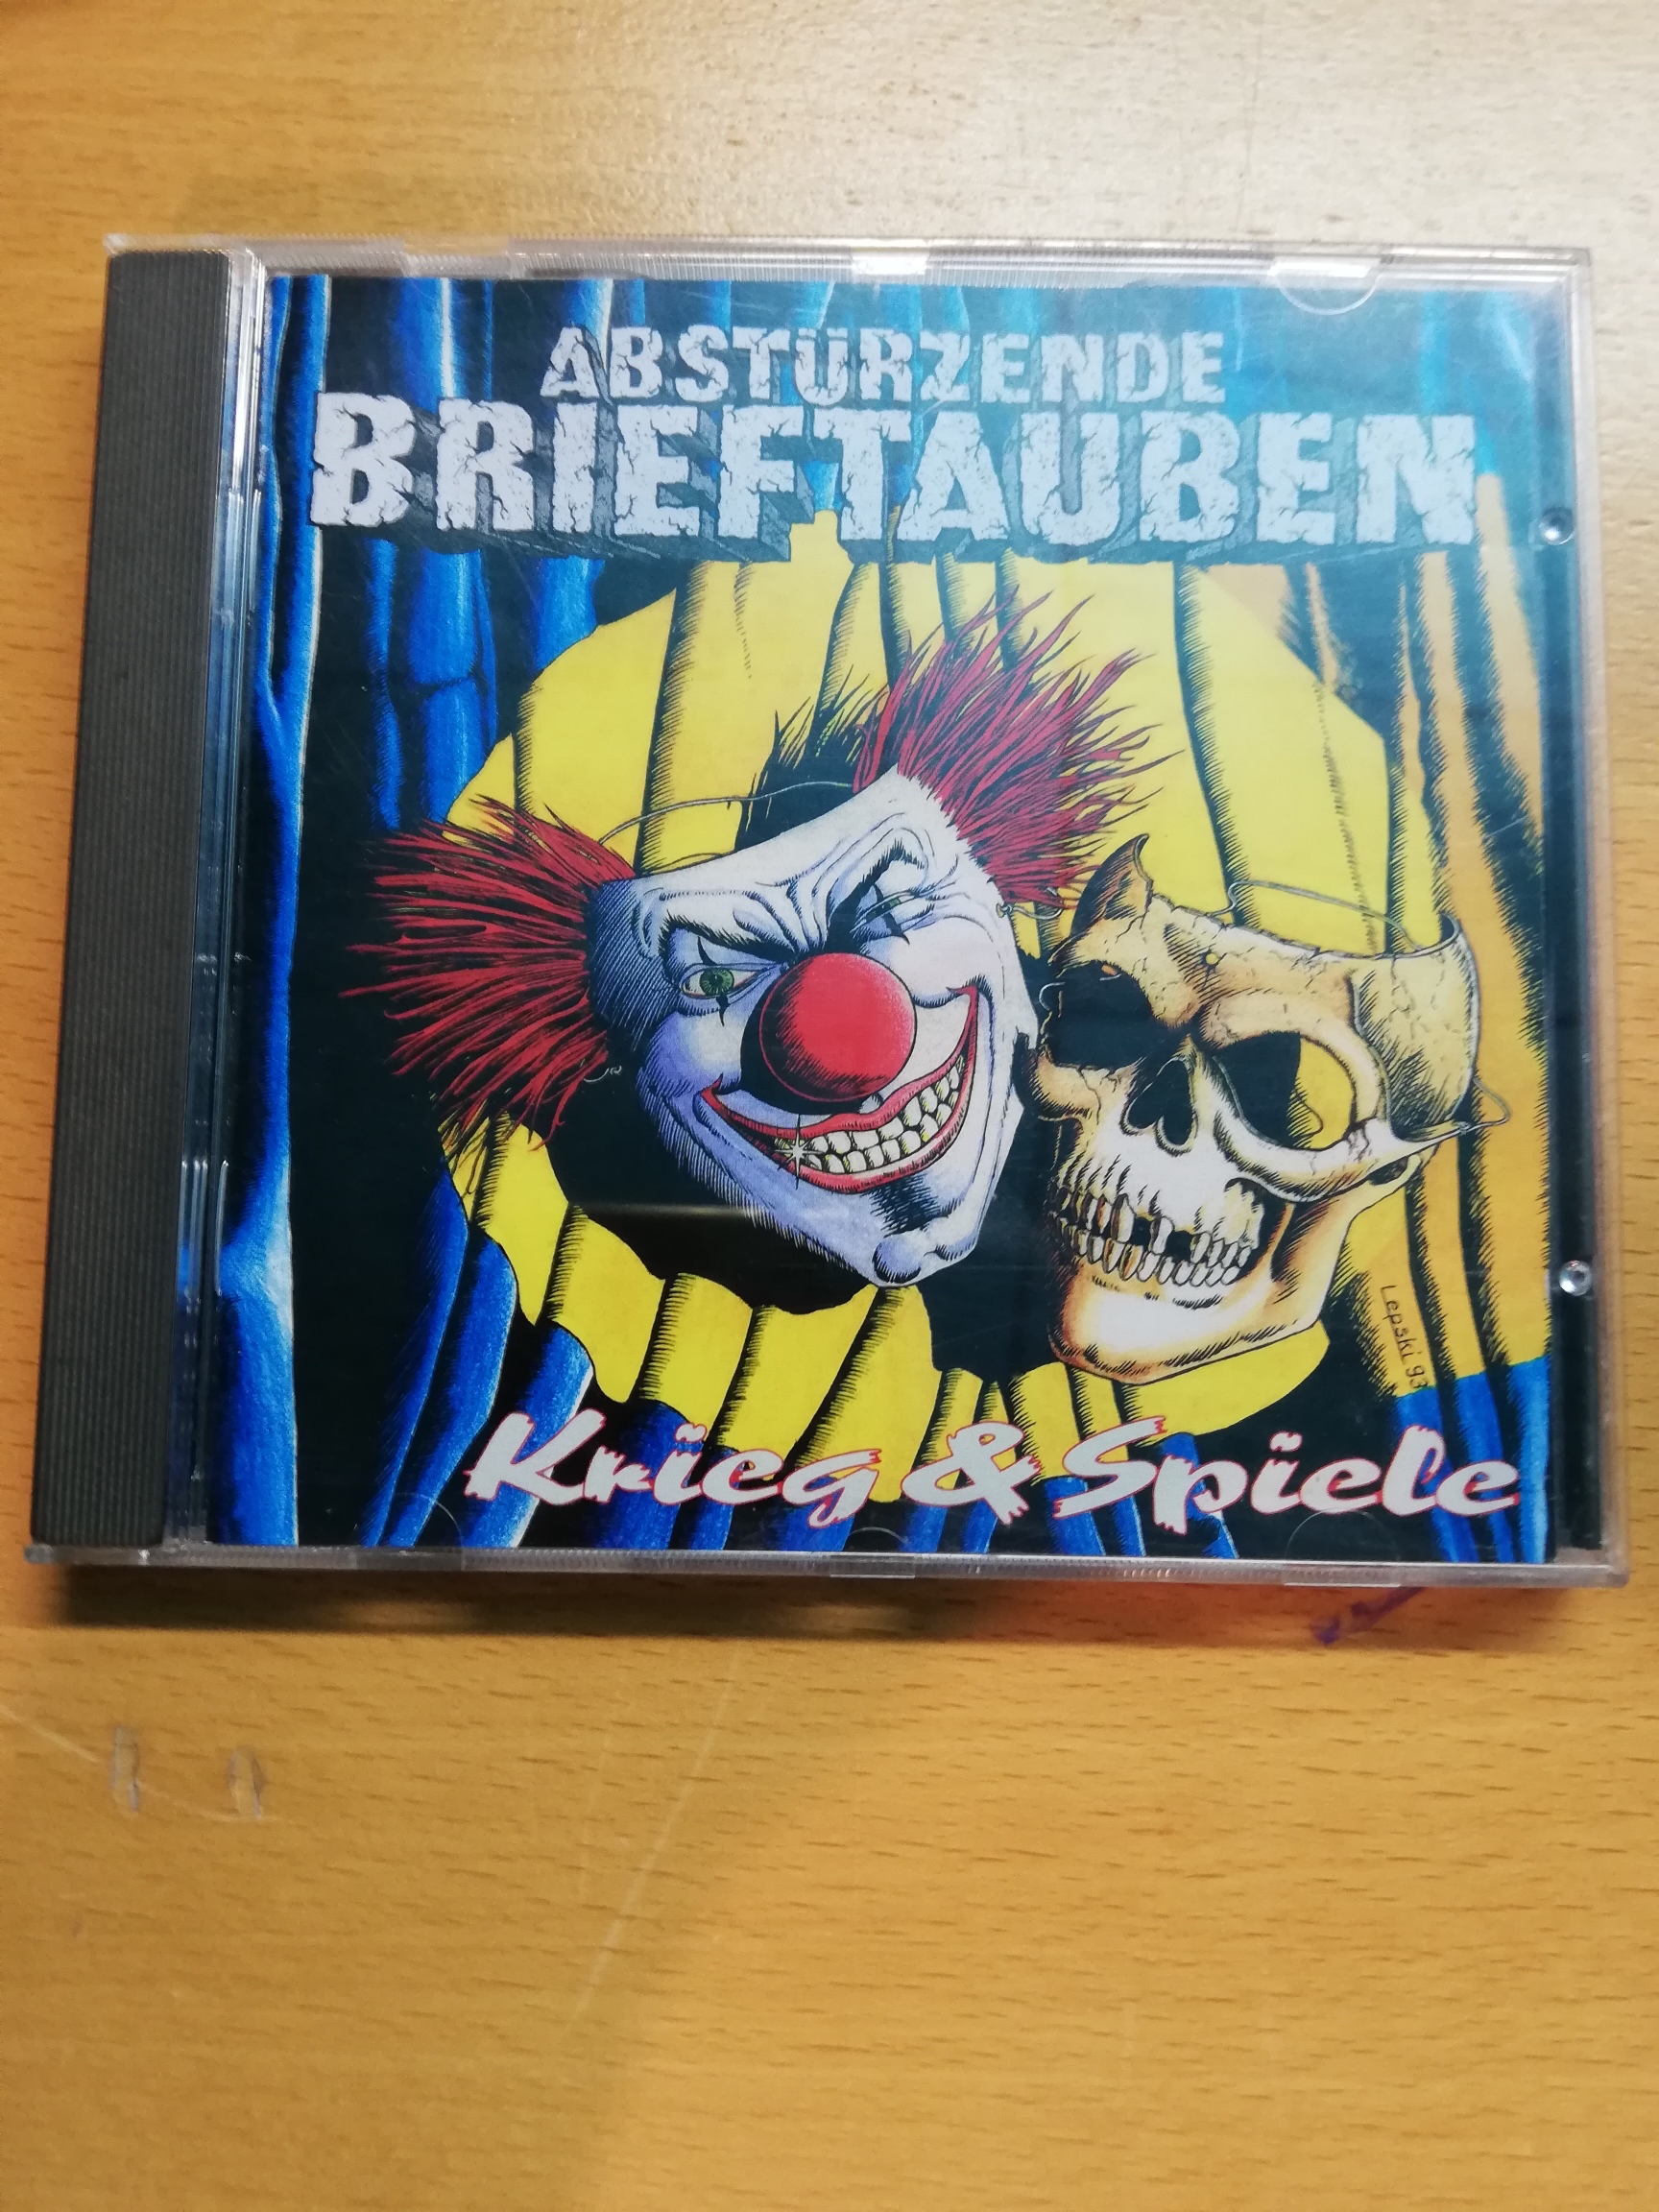 ABSTÜRZENDE
BRIEFTAUBEN
Lepski 93
Krieg & Spiele